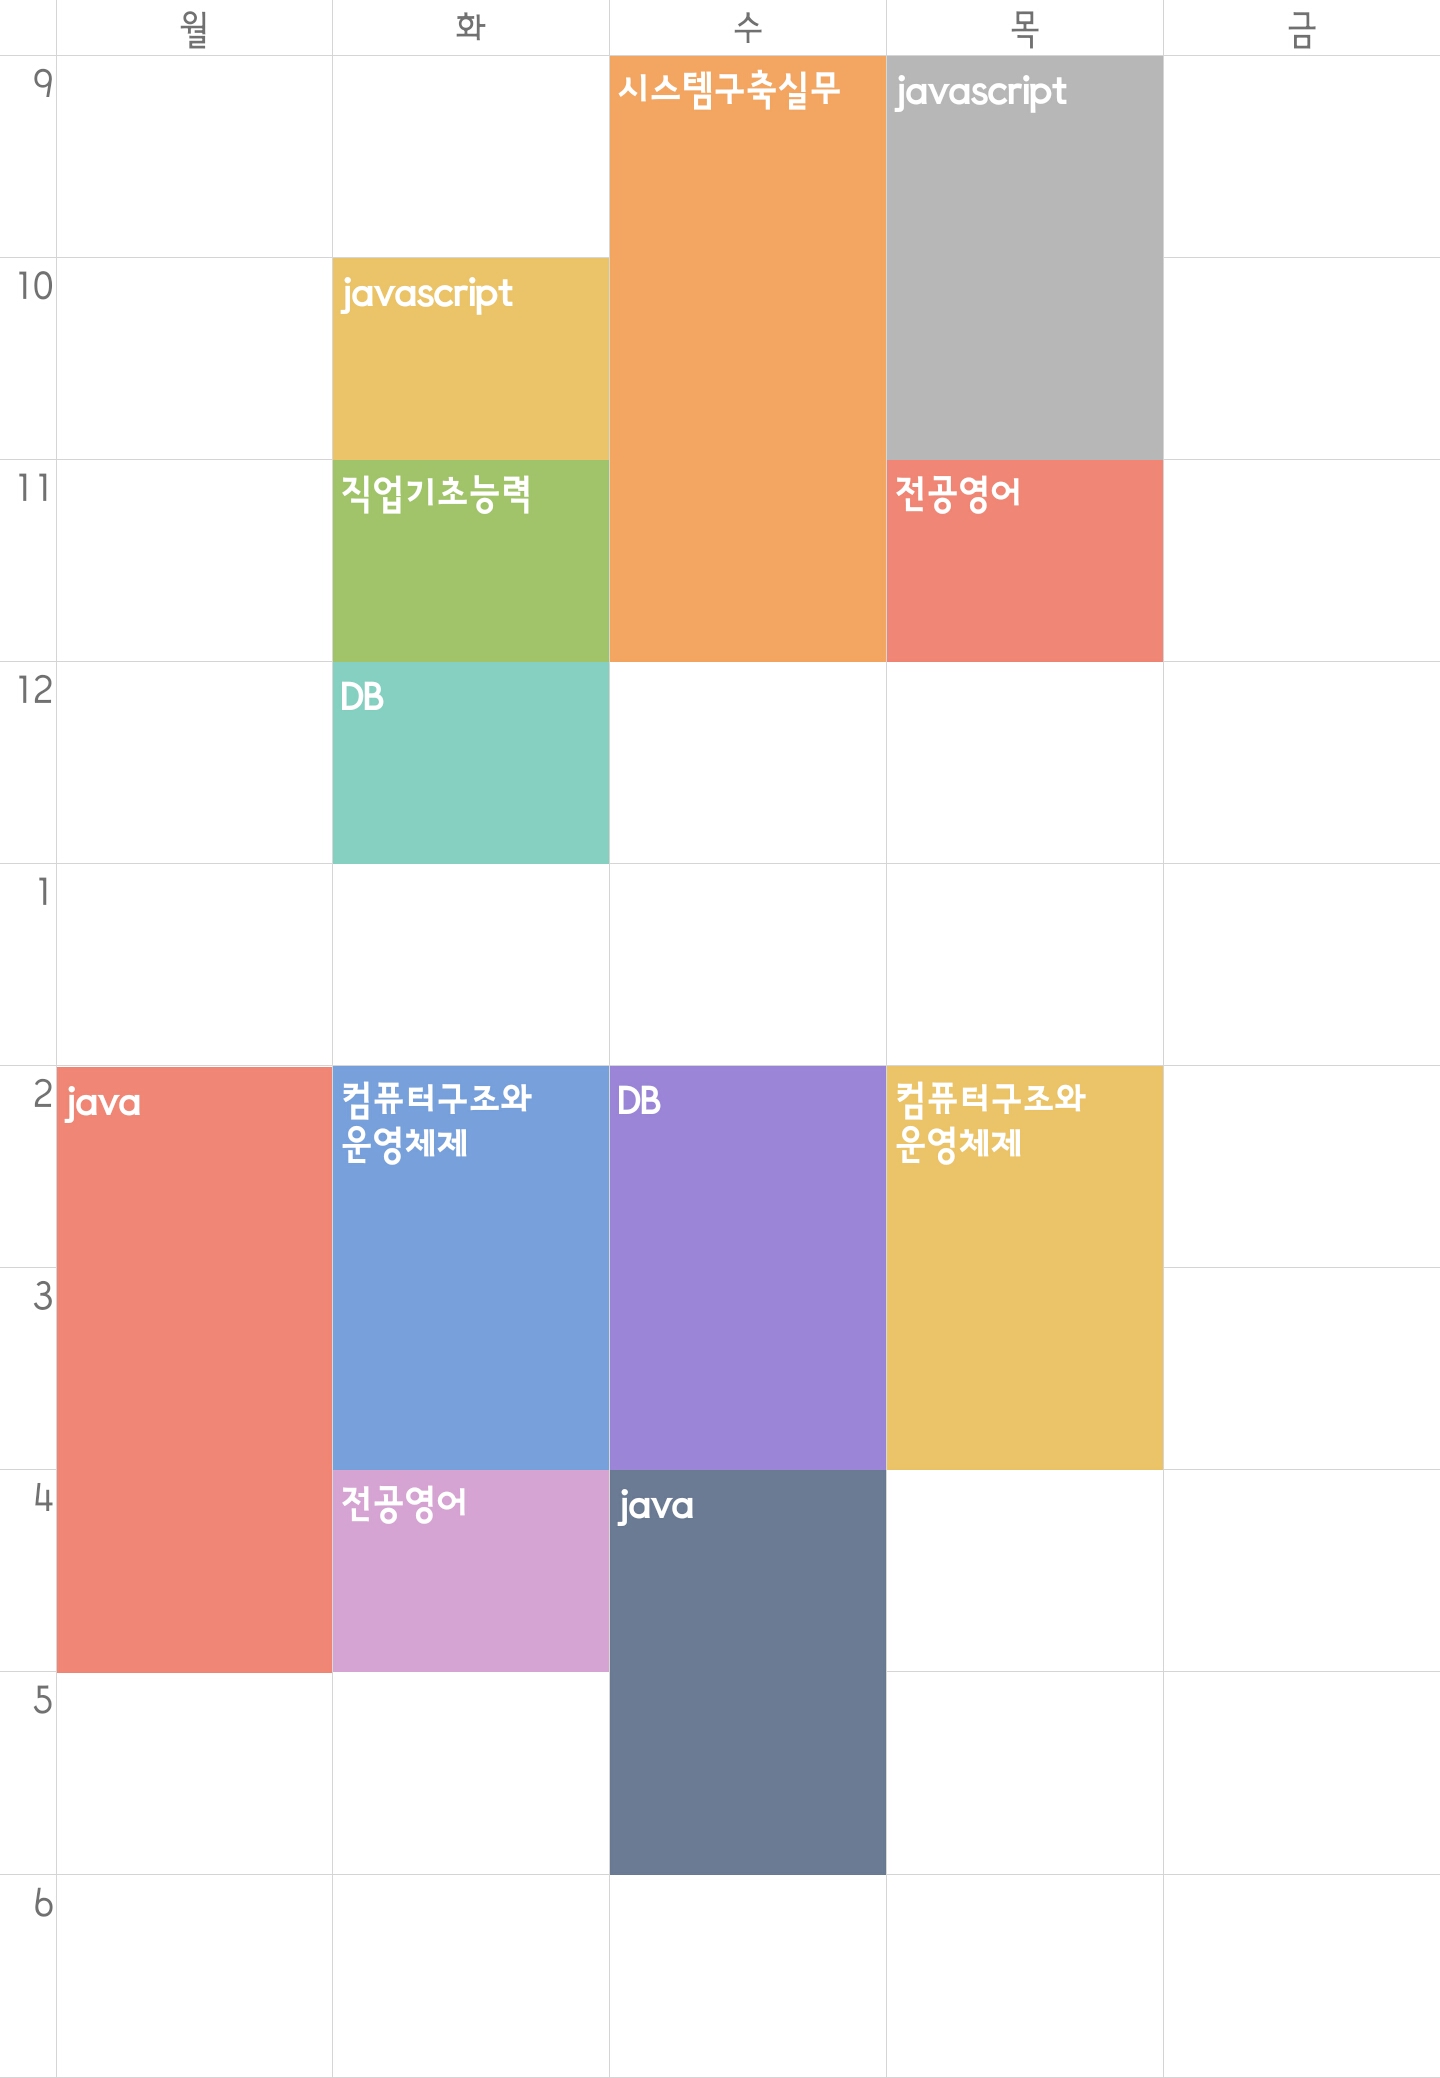 월 화 수 목 금
9 시스템구축실무 javascript
10 javascript
11 직업기초능력 전공영어
12 DB
1
2 java 컴퓨터구조와 DB 컴퓨터구조와
운영체제 운영체제
3
4 전공영어 java
5
6